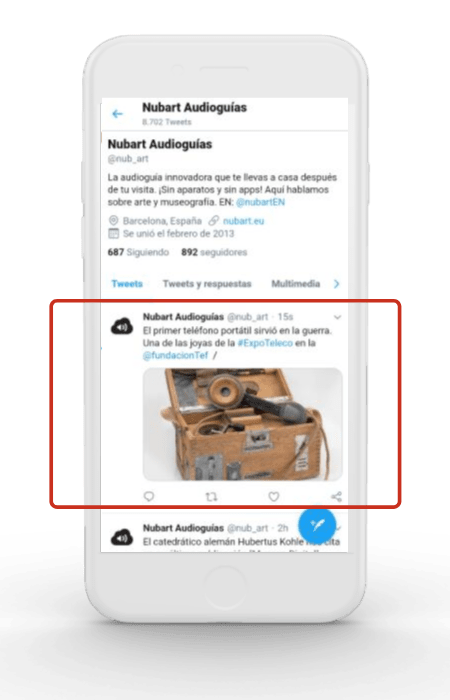 Nubart Audioguías
8.702 Tweets
Nubart Audioguías
@nub_art
La audioguía innovadora que te llevas a casa después
de tu visita. ¡Sin aparatos y sin apps! Aquí hablamos
sobre arte y museografía. EN: @nubartEN
Barcelona, España nubart.eu
Se unió el febrero de 2013
687 Siguiendo 892 seguidores
Tweets Tweets y respuestas Multimedia
Nubart Audioguías @nub_art · 15s
El primer teléfono portátil sirvió en la guerra.
Una de las joyas de la #ExpoTeleco en la
@fundacionTef /
Nubart Audioguías @nub_art · 2h
El catedrático alemán Hubertus Kohle cita